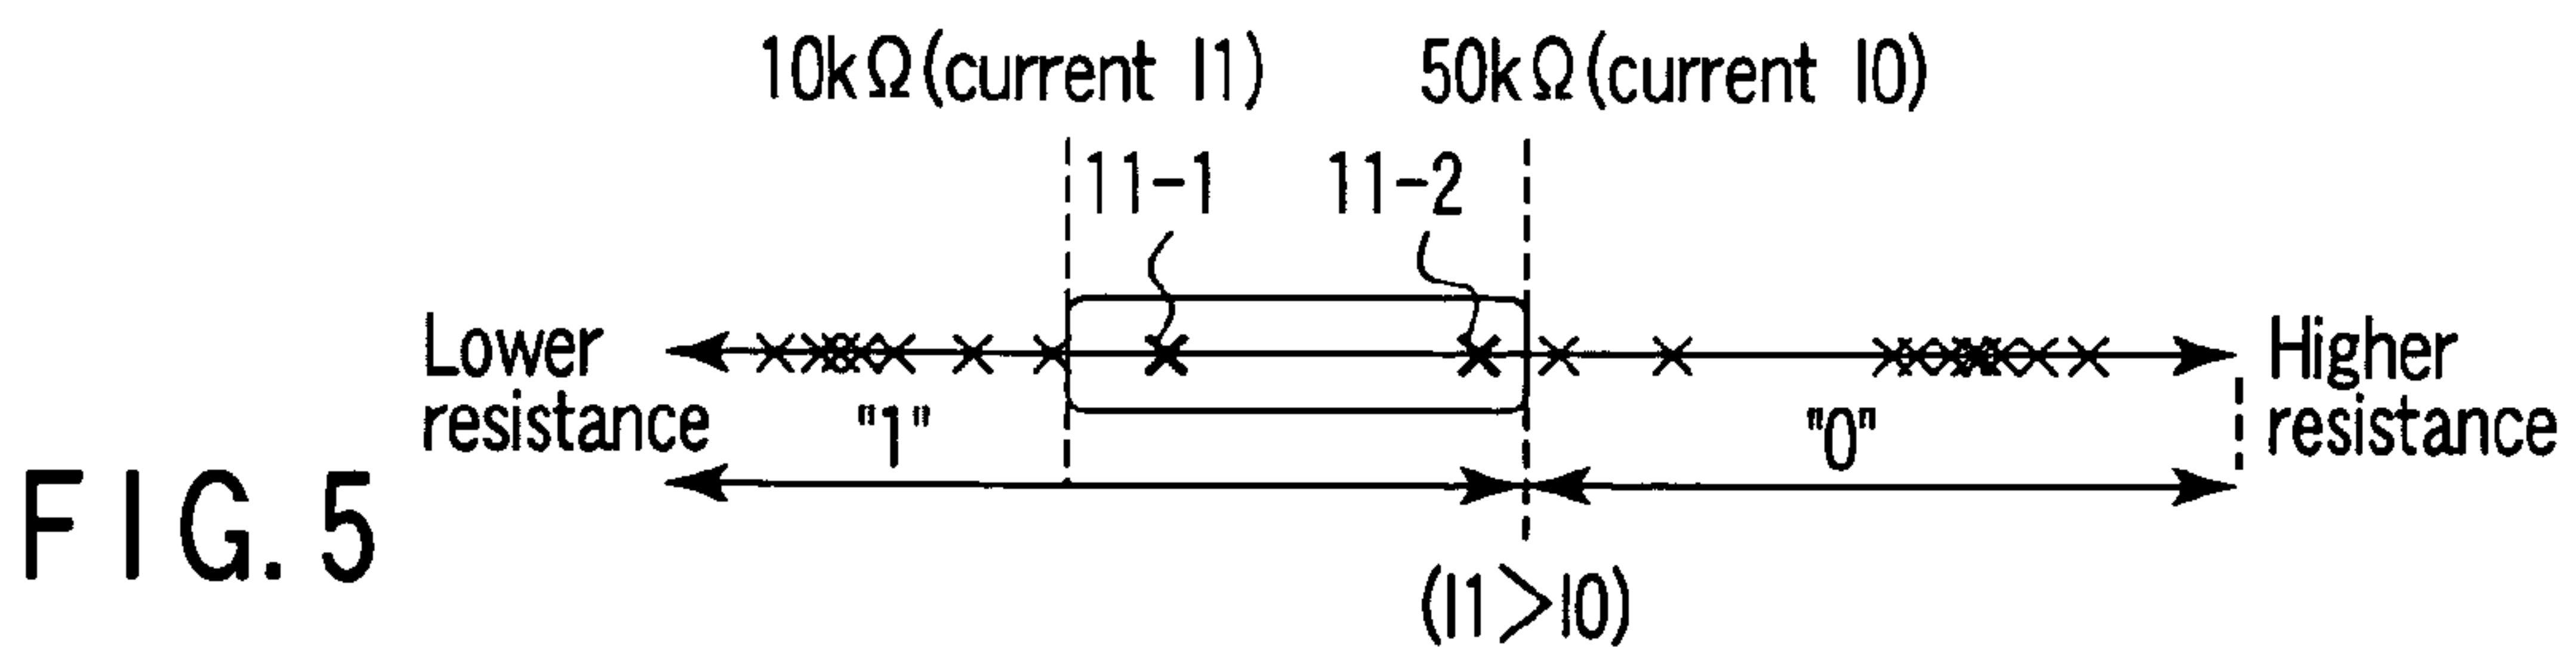 10kΩ(current I1) 50kΩ(current I0)
11-1 11-2
Lower
resistance
Higher
resistance
"1" "0"
FIG. 5
(I1>I0)